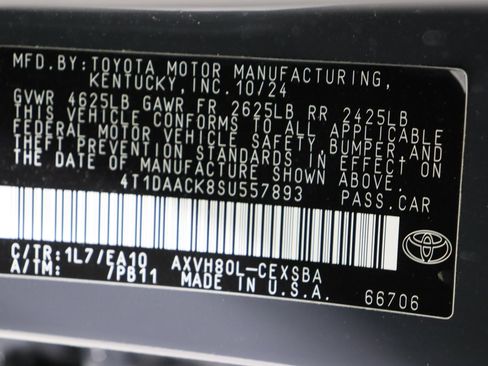 MFD.BY:TOYOTA MOTOR MANUFACTURING,
KENTUCKY,INC.10/24
GVWR 4625LB GAWR FR 2625LB RR 2425LB
THIS VEHICLE CONFORMS TO ALL APPLICABLE
FEDERAL MOTOR VEHICLE SAFETY,BUMPER AND
THEFT PREVENTION STANDARDS IN EFFECT ON
THE DATE OF MANUFACTURE SHOWN ABOVE.
4T1DAACK8SU557893 PASS.CAR
C/TR:1L7/EA10 AXVH80L-CEXSBA
A/TM: /PB11 MADE IN U.S.A. 66706